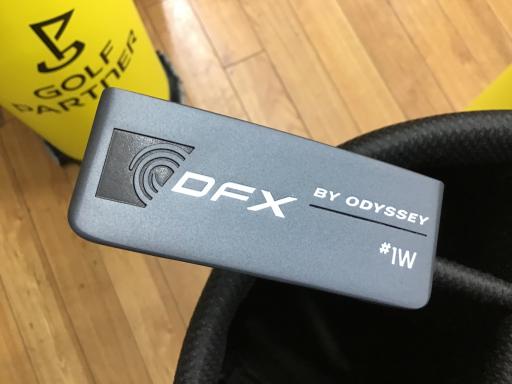 GOLF
PARTNER
DFX
BY ODYSSEY
#1W